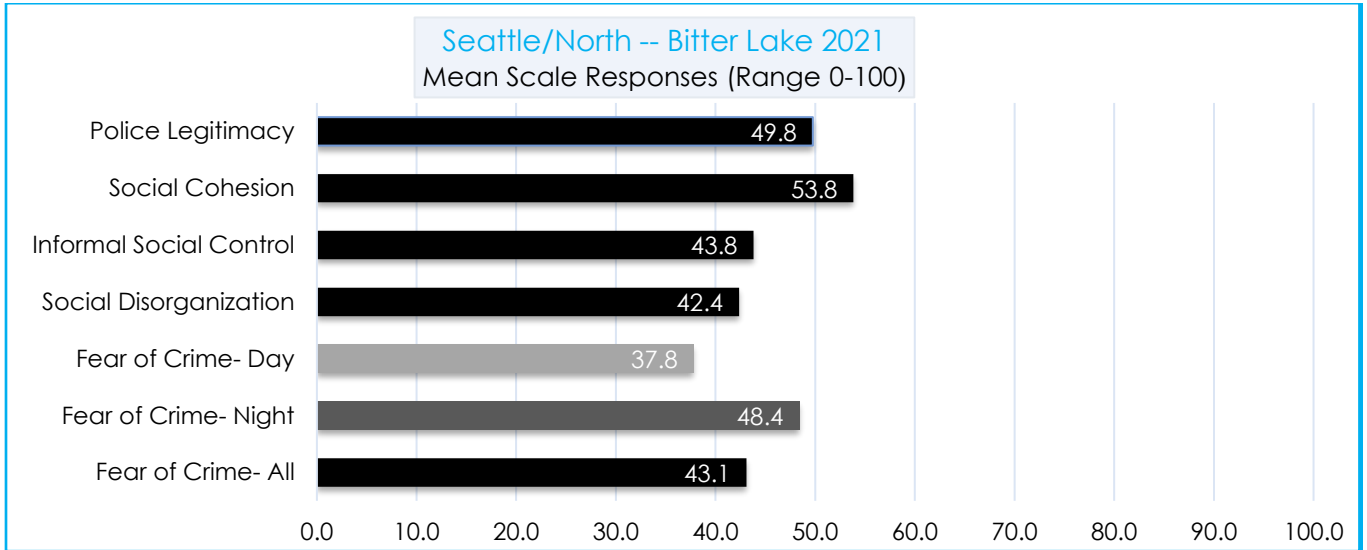 Seattle/North -- Bitter Lake 2021
Mean Scale Responses (Range 0-100)
Police Legitimacy 49.8
Social Cohesion 53.8
Informal Social Control 43.8
Social Disorganization 42.4
Fear of Crime- Day 37.8
Fear of Crime- Night 48.4
Fear of Crime- All 43.1
0.0 10.0 20.0 30.0 40.0 50.0 60.0 70.0 80.0 90.0 100.0